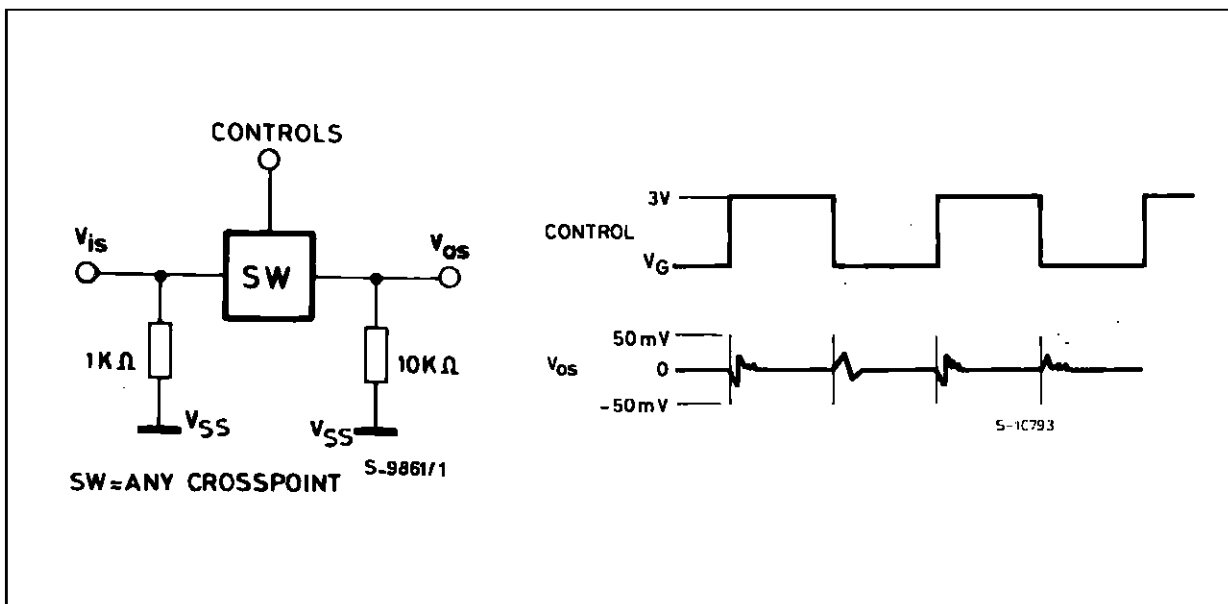 CONTROLS
Vis
SW
Vos
1KΩ
10KΩ
VSS
VSS
S-9861/1
SW=ANY CROSSPOINT
3V
CONTROL
VG
50mV
Vos
0
-50mV
S-1C793